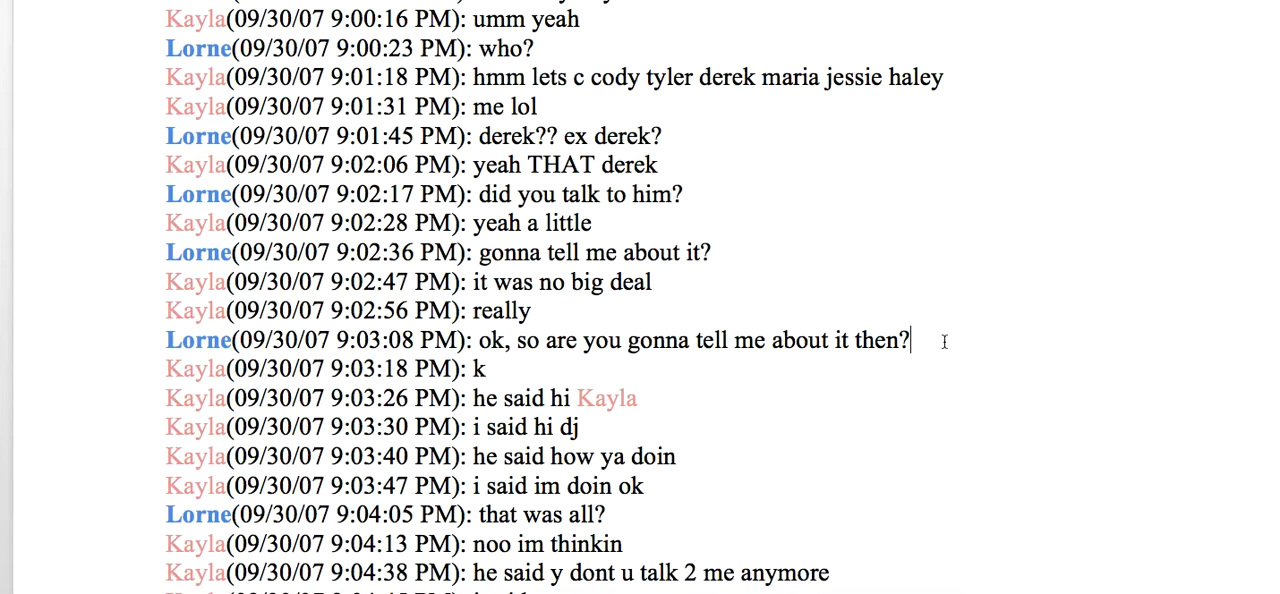 Kayla(09/30/07 9:00:16 PM): umm yeah
Lorne(09/30/07 9:00:23 PM): who?
Kayla(09/30/07 9:01:18 PM): hmm lets c cody tyler derek maria jessie haley
Kayla(09/30/07 9:01:31 PM): me lol
Lorne(09/30/07 9:01:45 PM): derek?? ex derek?
Kayla(09/30/07 9:02:06 PM): yeah THAT derek
Lorne(09/30/07 9:02:17 PM): did you talk to him?
Kayla(09/30/07 9:02:28 PM): yeah a little
Lorne(09/30/07 9:02:36 PM): gonna tell me about it?
Kayla(09/30/07 9:02:47 PM): it was no big deal
Kayla(09/30/07 9:02:56 PM): really
Lorne(09/30/07 9:03:08 PM): ok, so are you gonna tell me about it then?
Kayla(09/30/07 9:03:18 PM): k
Kayla(09/30/07 9:03:26 PM): he said hi Kayla
Kayla(09/30/07 9:03:30 PM): i said hi dj
Kayla(09/30/07 9:03:40 PM): he said how ya doin
Kayla(09/30/07 9:03:47 PM): i said im doin ok
Lorne(09/30/07 9:04:05 PM): that was all?
Kayla(09/30/07 9:04:13 PM): noo im thinkin
Kayla(09/30/07 9:04:38 PM): he said y dont u talk 2 me anymore